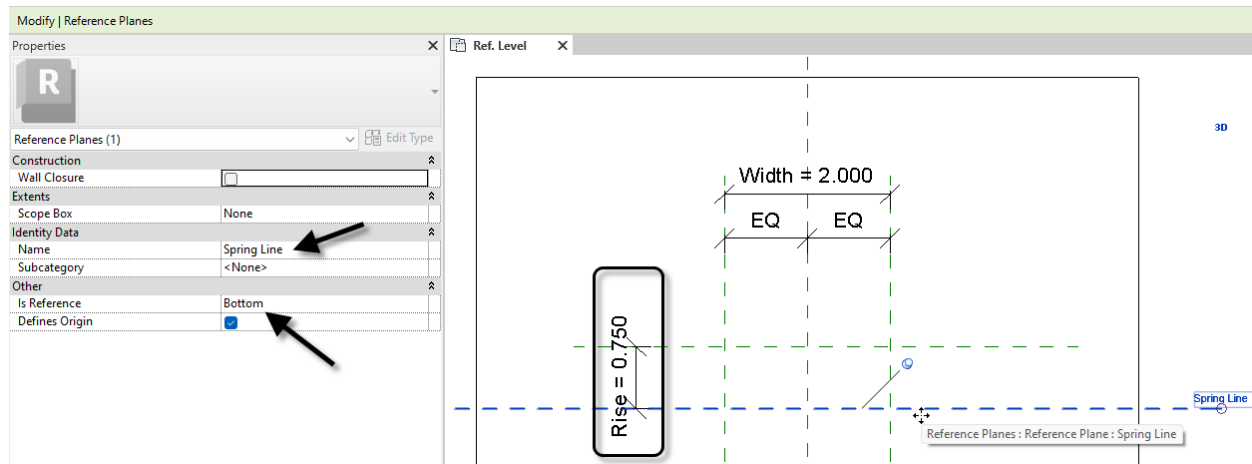 Modify | Reference Planes
Properties
R
Reference Planes (1)
Edit Type
Construction
Wall Closure
Extents
Scope Box None
Identity Data
Name Spring Line
Subcategory <None>
Other
Is Reference Bottom
Defines Origin
Ref. Level
3D
Width = 2.000
EQ EQ
Rise = 0.750
Spring Line
Reference Planes : Reference Plane : Spring Line